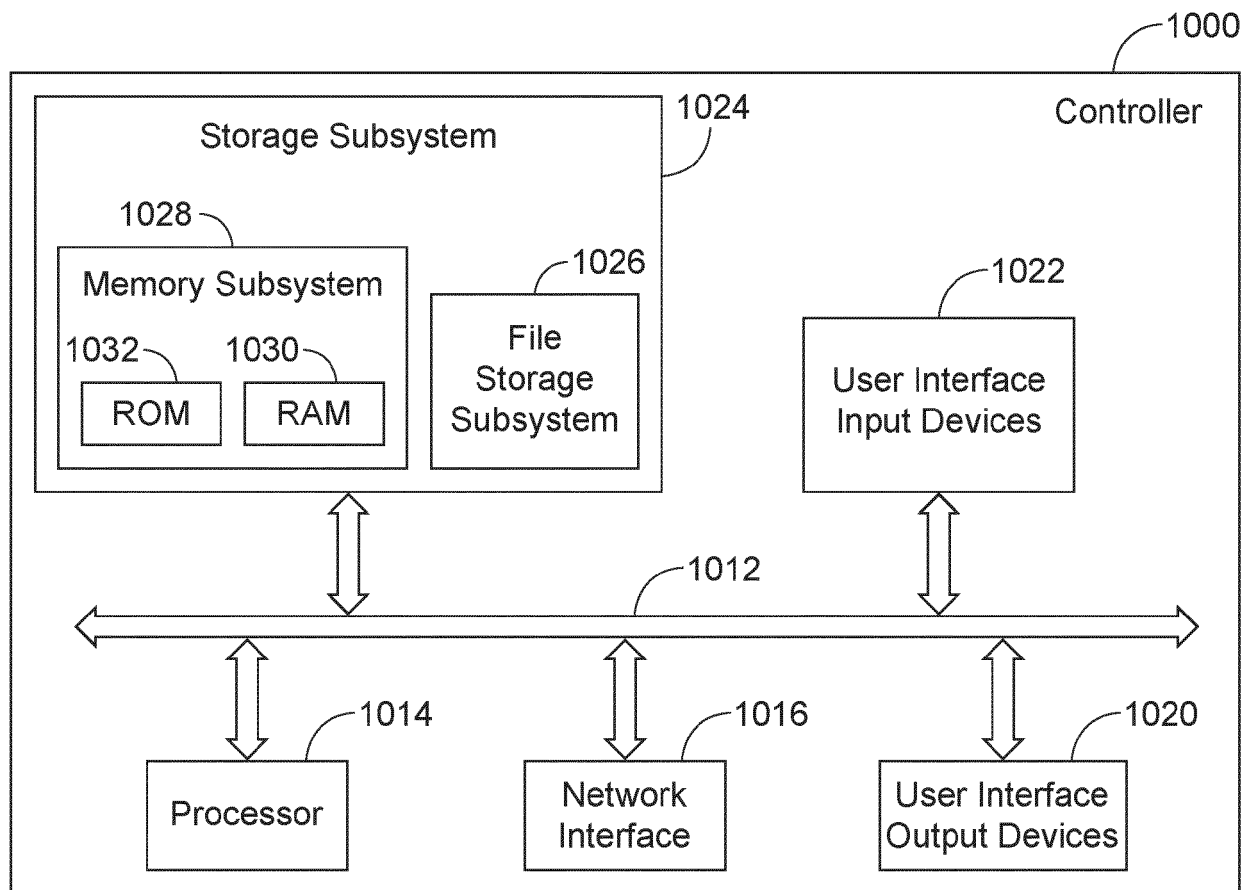 1000
Controller
1024
Storage Subsystem
1028
Memory Subsystem
1032
ROM
1030
RAM
1026
File
Storage
Subsystem
1022
User Interface
Input Devices
1012
1014
Processor
1016
Network
Interface
1020
User Interface
Output Devices